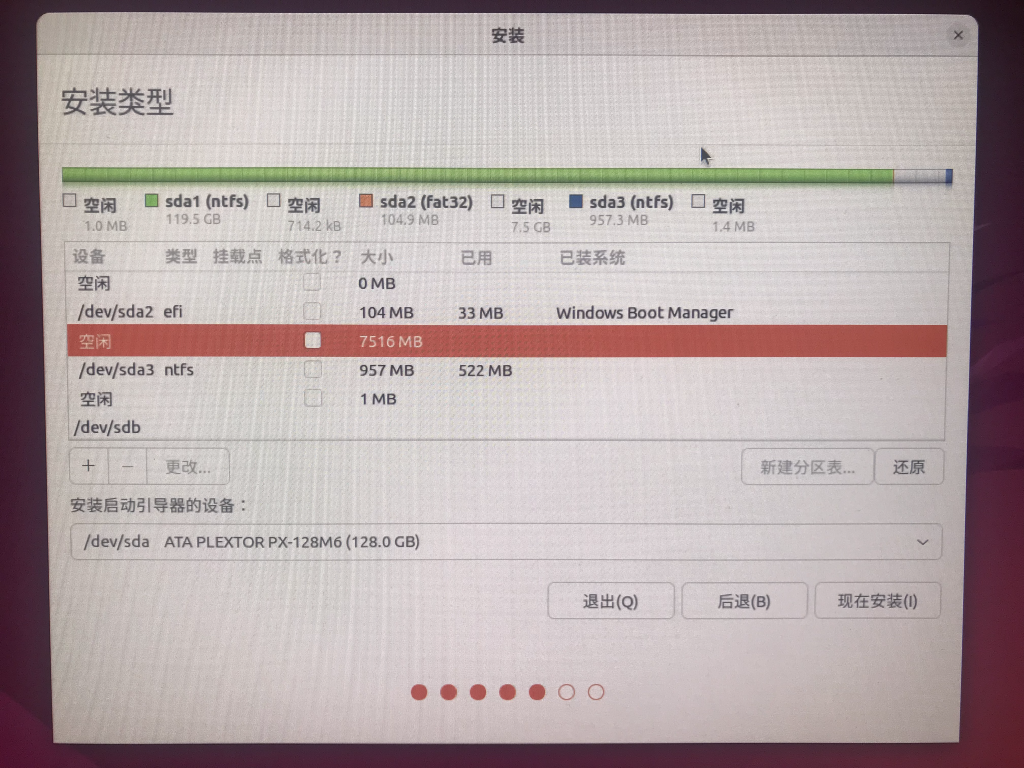 安装
安装类型
空闲 sda1 (ntfs) 空闲 sda2 (fat32) 空闲 sda3 (ntfs) 空闲
1.0 MB 119.5 GB 714.2 kB 104.9 MB 7.5 GB 957.3 MB 1.4 MB
设备 类型 挂载点 格式化？ 大小 已用 已装系统
空闲 0 MB
/dev/sda2 efi 104 MB 33 MB Windows Boot Manager
空闲 7516 MB
/dev/sda3 ntfs 957 MB 522 MB
空闲 1 MB
/dev/sdb
+ － 更改... 新建分区表... 还原
安装启动引导器的设备：
/dev/sda ATA PLEXTOR PX-128M6 (128.0 GB)
退出(Q) 后退(B) 现在安装(I)